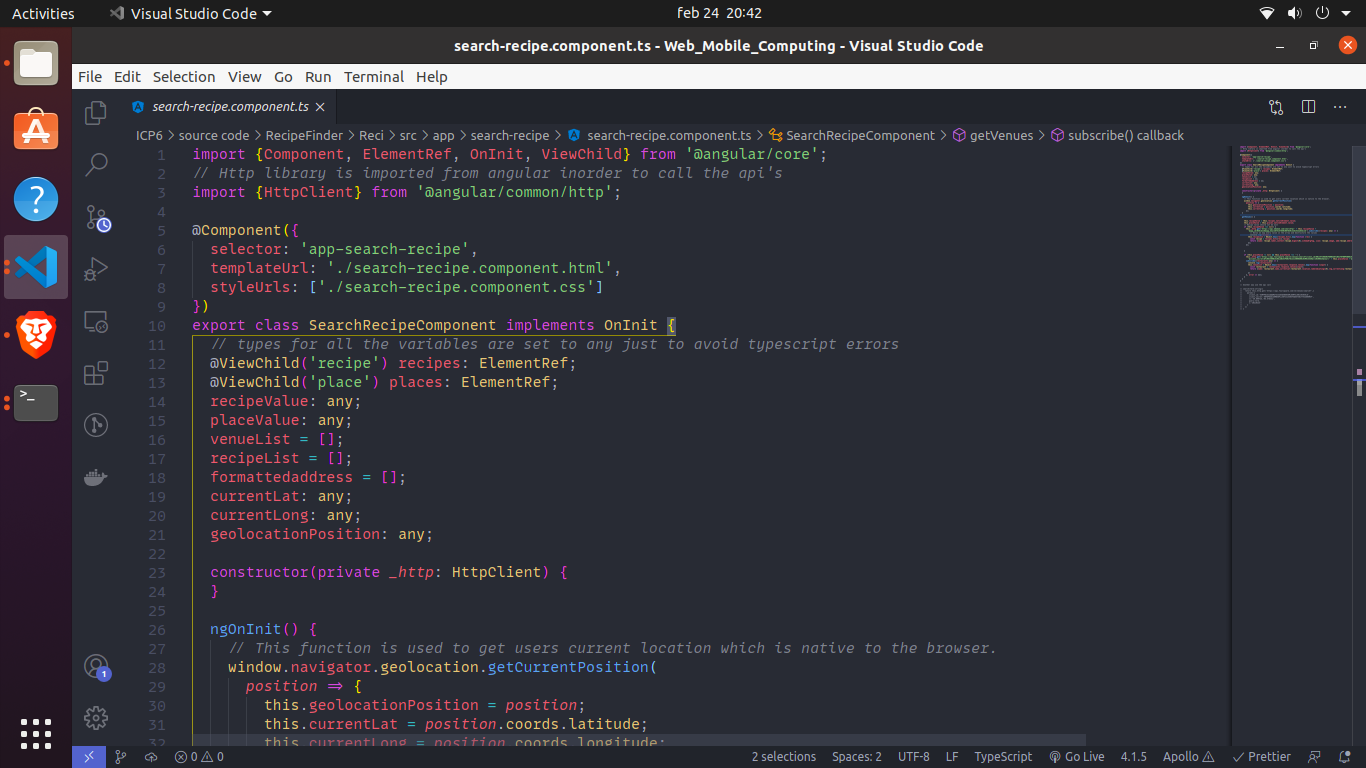 Activities Visual Studio Code feb 24 20:42
search-recipe.component.ts - Web_Mobile_Computing - Visual Studio Code
File Edit Selection View Go Run Terminal Help
search-recipe.component.ts
ICP6 > source code > RecipeFinder > Reci > src > app > search-recipe > search-recipe.component.ts > SearchRecipeComponent > getVenues > subscribe() callback
1 import {Component, ElementRef, OnInit, ViewChild} from '@angular/core';
2 // Http library is imported from angular inorder to call the api's
3 import {HttpClient} from '@angular/common/http';
4
5 @Component({
6   selector: 'app-search-recipe',
7   templateUrl: './search-recipe.component.html',
8   styleUrls: ['./search-recipe.component.css']
9 })
10 export class SearchRecipeComponent implements OnInit {
11   // types for all the variables are set to any just to avoid typescript errors
12   @ViewChild('recipe') recipes: ElementRef;
13   @ViewChild('place') places: ElementRef;
14   recipeValue: any;
15   placeValue: any;
16   venueList = [];
17   recipeList = [];
18   formattedaddress = [];
19   currentLat: any;
20   currentLong: any;
21   geolocationPosition: any;
22
23   constructor(private _http: HttpClient) {
24   }
25
26   ngOnInit() {
27     // This function is used to get users current location which is native to the browser.
28     window.navigator.geolocation.getCurrentPosition(
29       position => {
30         this.geolocationPosition = position;
31         this.currentLat = position.coords.latitude;
32         this.currentLong = position.coords.longitude;
1
0 0 2 selections Spaces: 2 UTF-8 LF TypeScript Go Live 4.1.5 Apollo Prettier